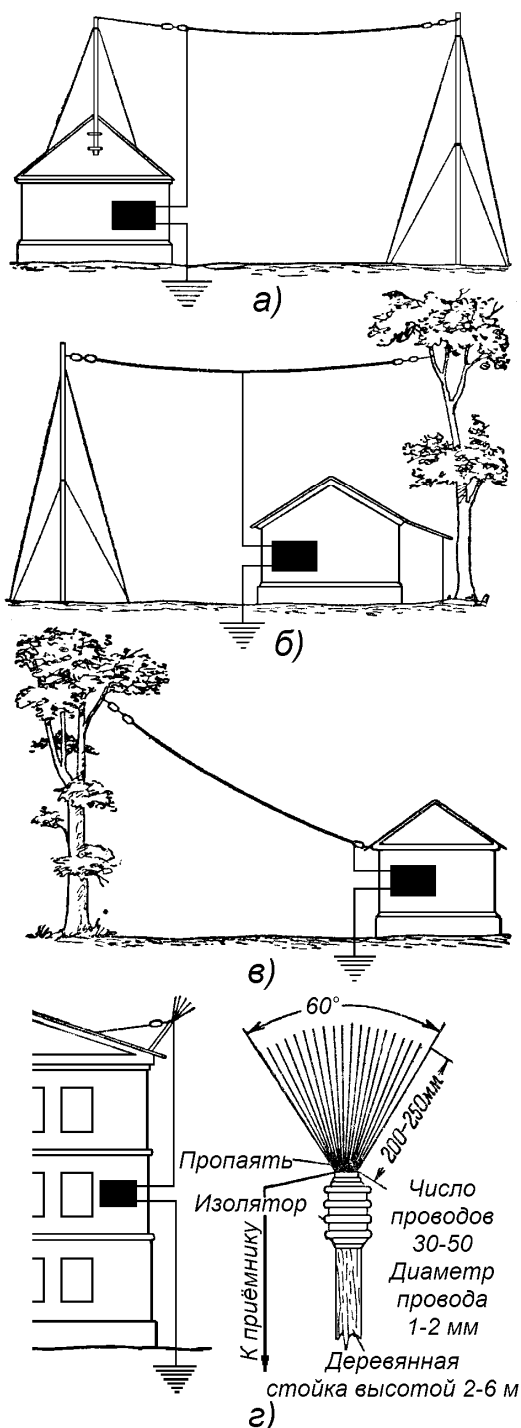 а)
б)
в)
60°
200-250мм
Пропаять
Изолятор
К приёмнику
Число
проводов
30-50
Диаметр
провода
1-2 мм
Деревянная
стойка высотой 2-6 м
г)